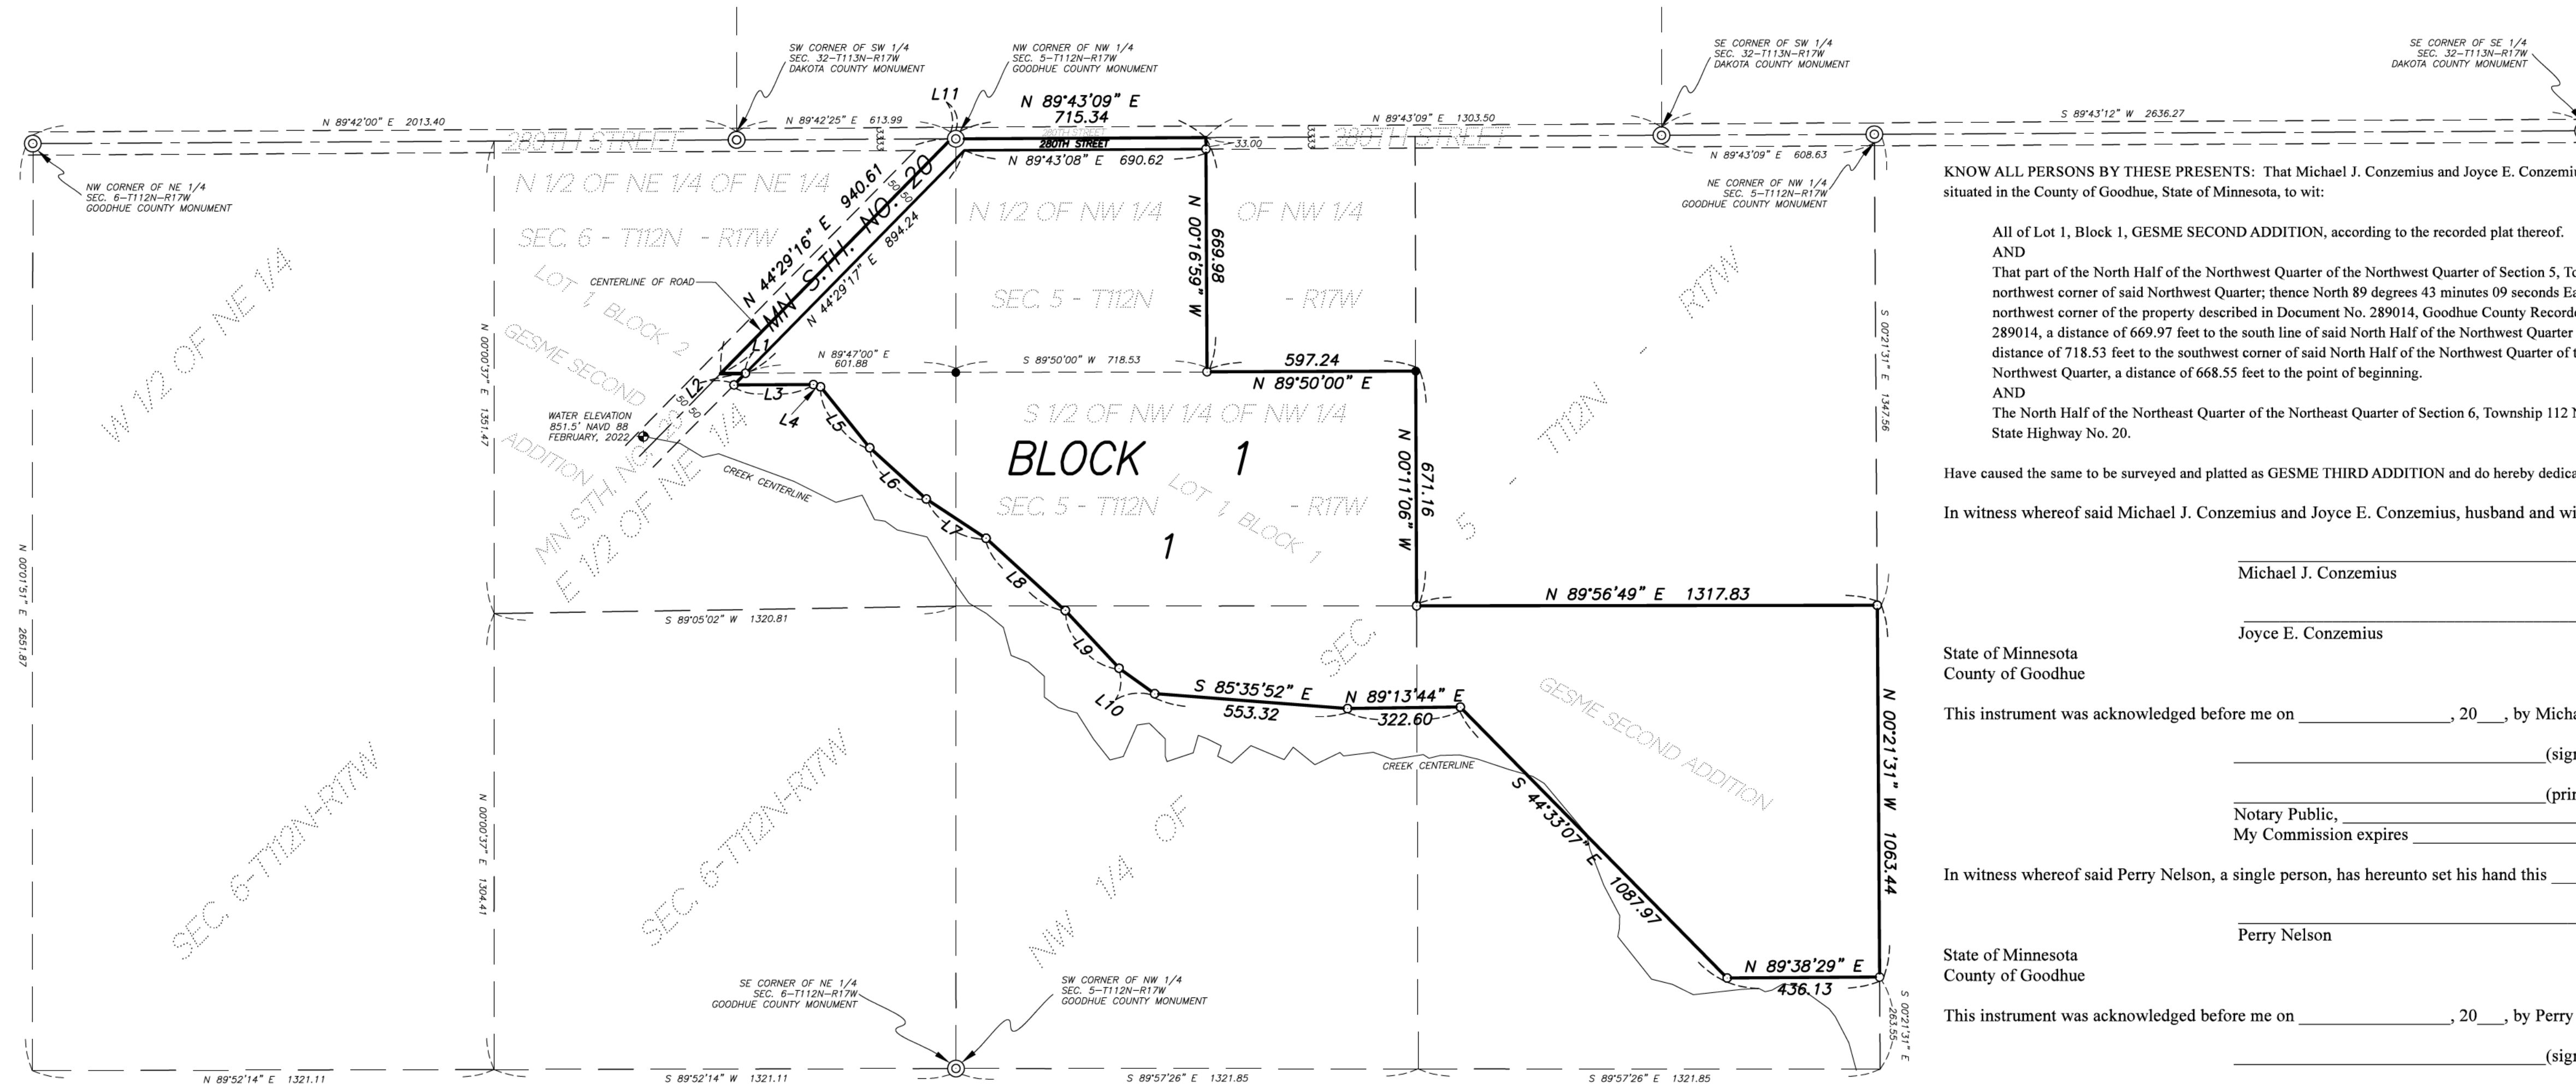 SW CORNER OF SW 1/4
SEC. 32-T113N-R17W
DAKOTA COUNTY MONUMENT
NW CORNER OF NW 1/4
SEC. 5-T112N-R17W
GOODHUE COUNTY MONUMENT
SE CORNER OF SW 1/4
SEC. 32-T113N-R17W
DAKOTA COUNTY MONUMENT
SE CORNER OF SE 1/4
SEC. 32-T113N-R17W
DAKOTA COUNTY MONUMENT
L11
N 89°43'09" E
715.34
N 89°42'00" E 2013.40
N 89°42'25" E 613.99
N 89°43'09" E 1303.50
S 89°43'12" W 2636.27
280TH STREET
280TH STREET
280TH STREET
280TH STREET
33.00
N 89°43'08" E 690.62
N 89°43'09" E 608.63
NW CORNER OF NE 1/4
SEC. 6-T112N-R17W
GOODHUE COUNTY MONUMENT
NE CORNER OF NW 1/4
SEC. 5-T112N-R17W
GOODHUE COUNTY MONUMENT
N 1/2 OF NE 1/4 OF NE 1/4
SEC. 6 - T112N - R17W
N 44°29'16" E 940.61
50 50
MN S.TH. NO. 20
N 44°29'17" E 894.24
CENTERLINE OF ROAD
LOT 1, BLOCK 2
GESME SECOND
ADDITION
N 1/2 OF NW 1/4 OF NW 1/4
SEC. 5 - T112N - R17W
N 00°16'59" W
669.98
W 1/2 OF NE 1/4
N 00°00'37" E 1351.47
L1
L2
L3
L4
L5
L6
L7
L8
L9
L10
N 89°47'00" E
601.88
S 89°50'00" W 718.53
597.24
N 89°50'00" E
WATER ELEVATION
851.5' NAVD 88
FEBRUARY, 2022
50 50
MN STH. NO. 23
E 1/2 OF NE 1/4
CREEK CENTERLINE
S 1/2 OF NW 1/4 OF NW 1/4
BLOCK 1
SEC. 5 - T112N - R17W
LOT 1, BLOCK 1
1
N 00°11'06" W
671.16
S 00°21'31" E 1347.56
SEC. 5 - T112N - R17W
N 89°56'49" E 1317.83
S 89°05'02" W 1320.81
N 00°01'51" E 2651.87
S 85°35'52" E
553.32
N 89°13'44" E
322.60
GESME SECOND ADDITION
CREEK CENTERLINE
S 44°33'07" E 1087.97
N 00°21'31" W 1063.44
N 89°38'29" E
436.13
S 00°21'31" E
263.55
N 00°00'37" E 1304.41
SEC. 6-T112N-R17W
SEC. 6-T112N-R17W
NW 1/4 OF
SE CORNER OF NE 1/4
SEC. 6-T112N-R17W
GOODHUE COUNTY MONUMENT
SW CORNER OF NW 1/4
SEC. 5-T112N-R17W
GOODHUE COUNTY MONUMENT
N 89°52'14" E 1321.11
S 89°52'14" W 1321.11
S 89°57'26" E 1321.85
S 89°57'26" E 1321.85
KNOW ALL PERSONS BY THESE PRESENTS: That Michael J. Conzemius and Joyce E. Conzemiu
situated in the County of Goodhue, State of Minnesota, to wit:
All of Lot 1, Block 1, GESME SECOND ADDITION, according to the recorded plat thereof.
AND
That part of the North Half of the Northwest Quarter of the Northwest Quarter of Section 5, To
northwest corner of said Northwest Quarter; thence North 89 degrees 43 minutes 09 seconds Ea
northwest corner of the property described in Document No. 289014, Goodhue County Recorde
289014, a distance of 669.97 feet to the south line of said North Half of the Northwest Quarter
distance of 718.53 feet to the southwest corner of said North Half of the Northwest Quarter of t
Northwest Quarter, a distance of 668.55 feet to the point of beginning.
AND
The North Half of the Northeast Quarter of the Northeast Quarter of Section 6, Township 112 N
State Highway No. 20.
Have caused the same to be surveyed and platted as GESME THIRD ADDITION and do hereby dedica
In witness whereof said Michael J. Conzemius and Joyce E. Conzemius, husband and wi
Michael J. Conzemius
Joyce E. Conzemius
State of Minnesota
County of Goodhue
This instrument was acknowledged before me on ________________, 20___, by Micha
(sign
(prin
Notary Public,
My Commission expires
In witness whereof said Perry Nelson, a single person, has hereunto set his hand this
Perry Nelson
State of Minnesota
County of Goodhue
This instrument was acknowledged before me on ________________, 20___, by Perry
(sign